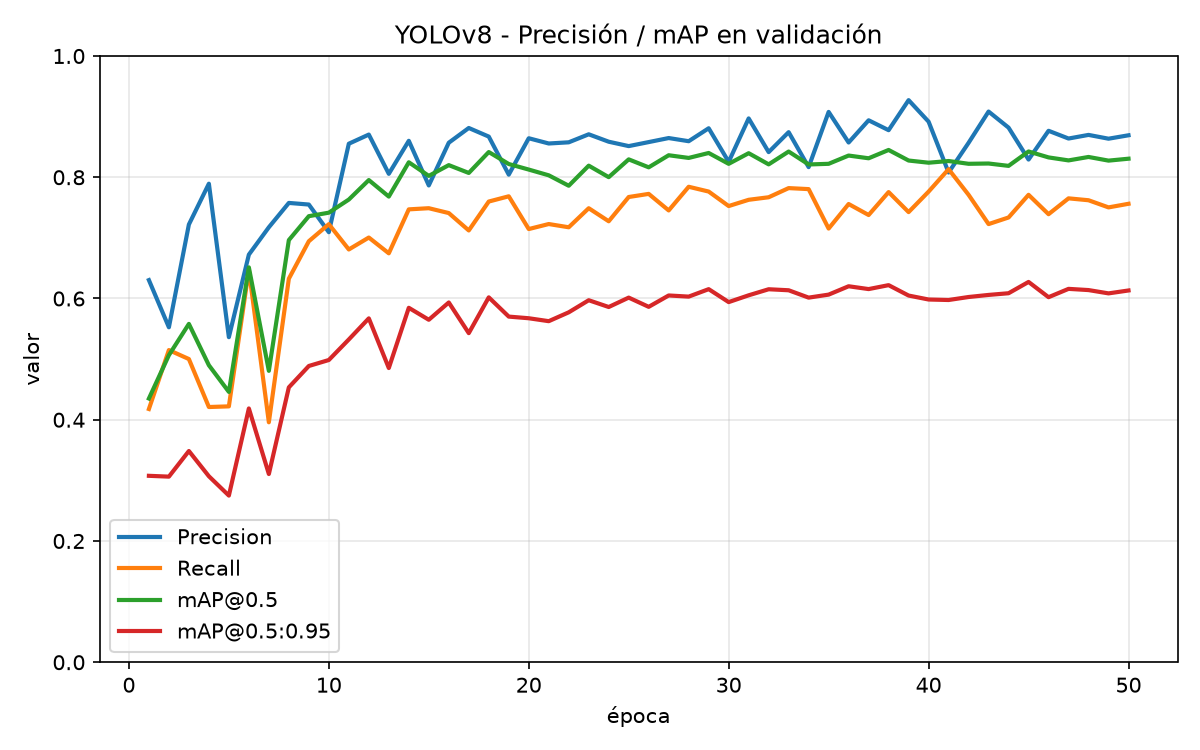 YOLOv8 - Precisión / mAP en validación
1.0
0.8
0.6
0.4
0.2
0.0
valor
Precision
Recall
mAP@0.5
mAP@0.5:0.95
0 10 20 30 40 50
época